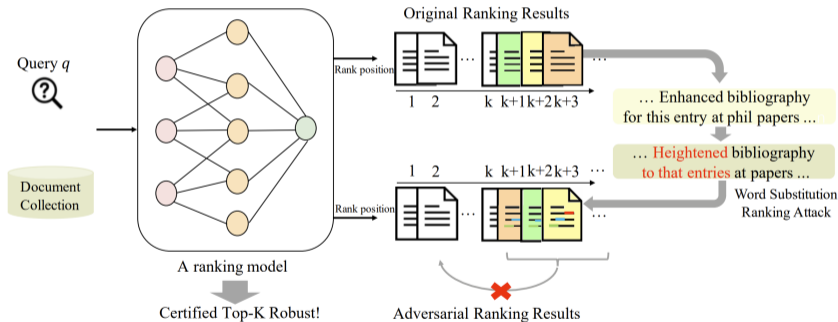 Original Ranking Results
Query q
Rank position
...
...
1 2 k k+1 k+2 k+3
... Enhanced bibliography
for this entry at phil papers ...
... Heightened bibliography
to that entries at papers ...
1 2 k k+1 k+2 k+3 ...
Word Substitution
Ranking Attack
Document
Collection
Rank position
...
...
A ranking model
Certified Top-K Robust!
Adversarial Ranking Results